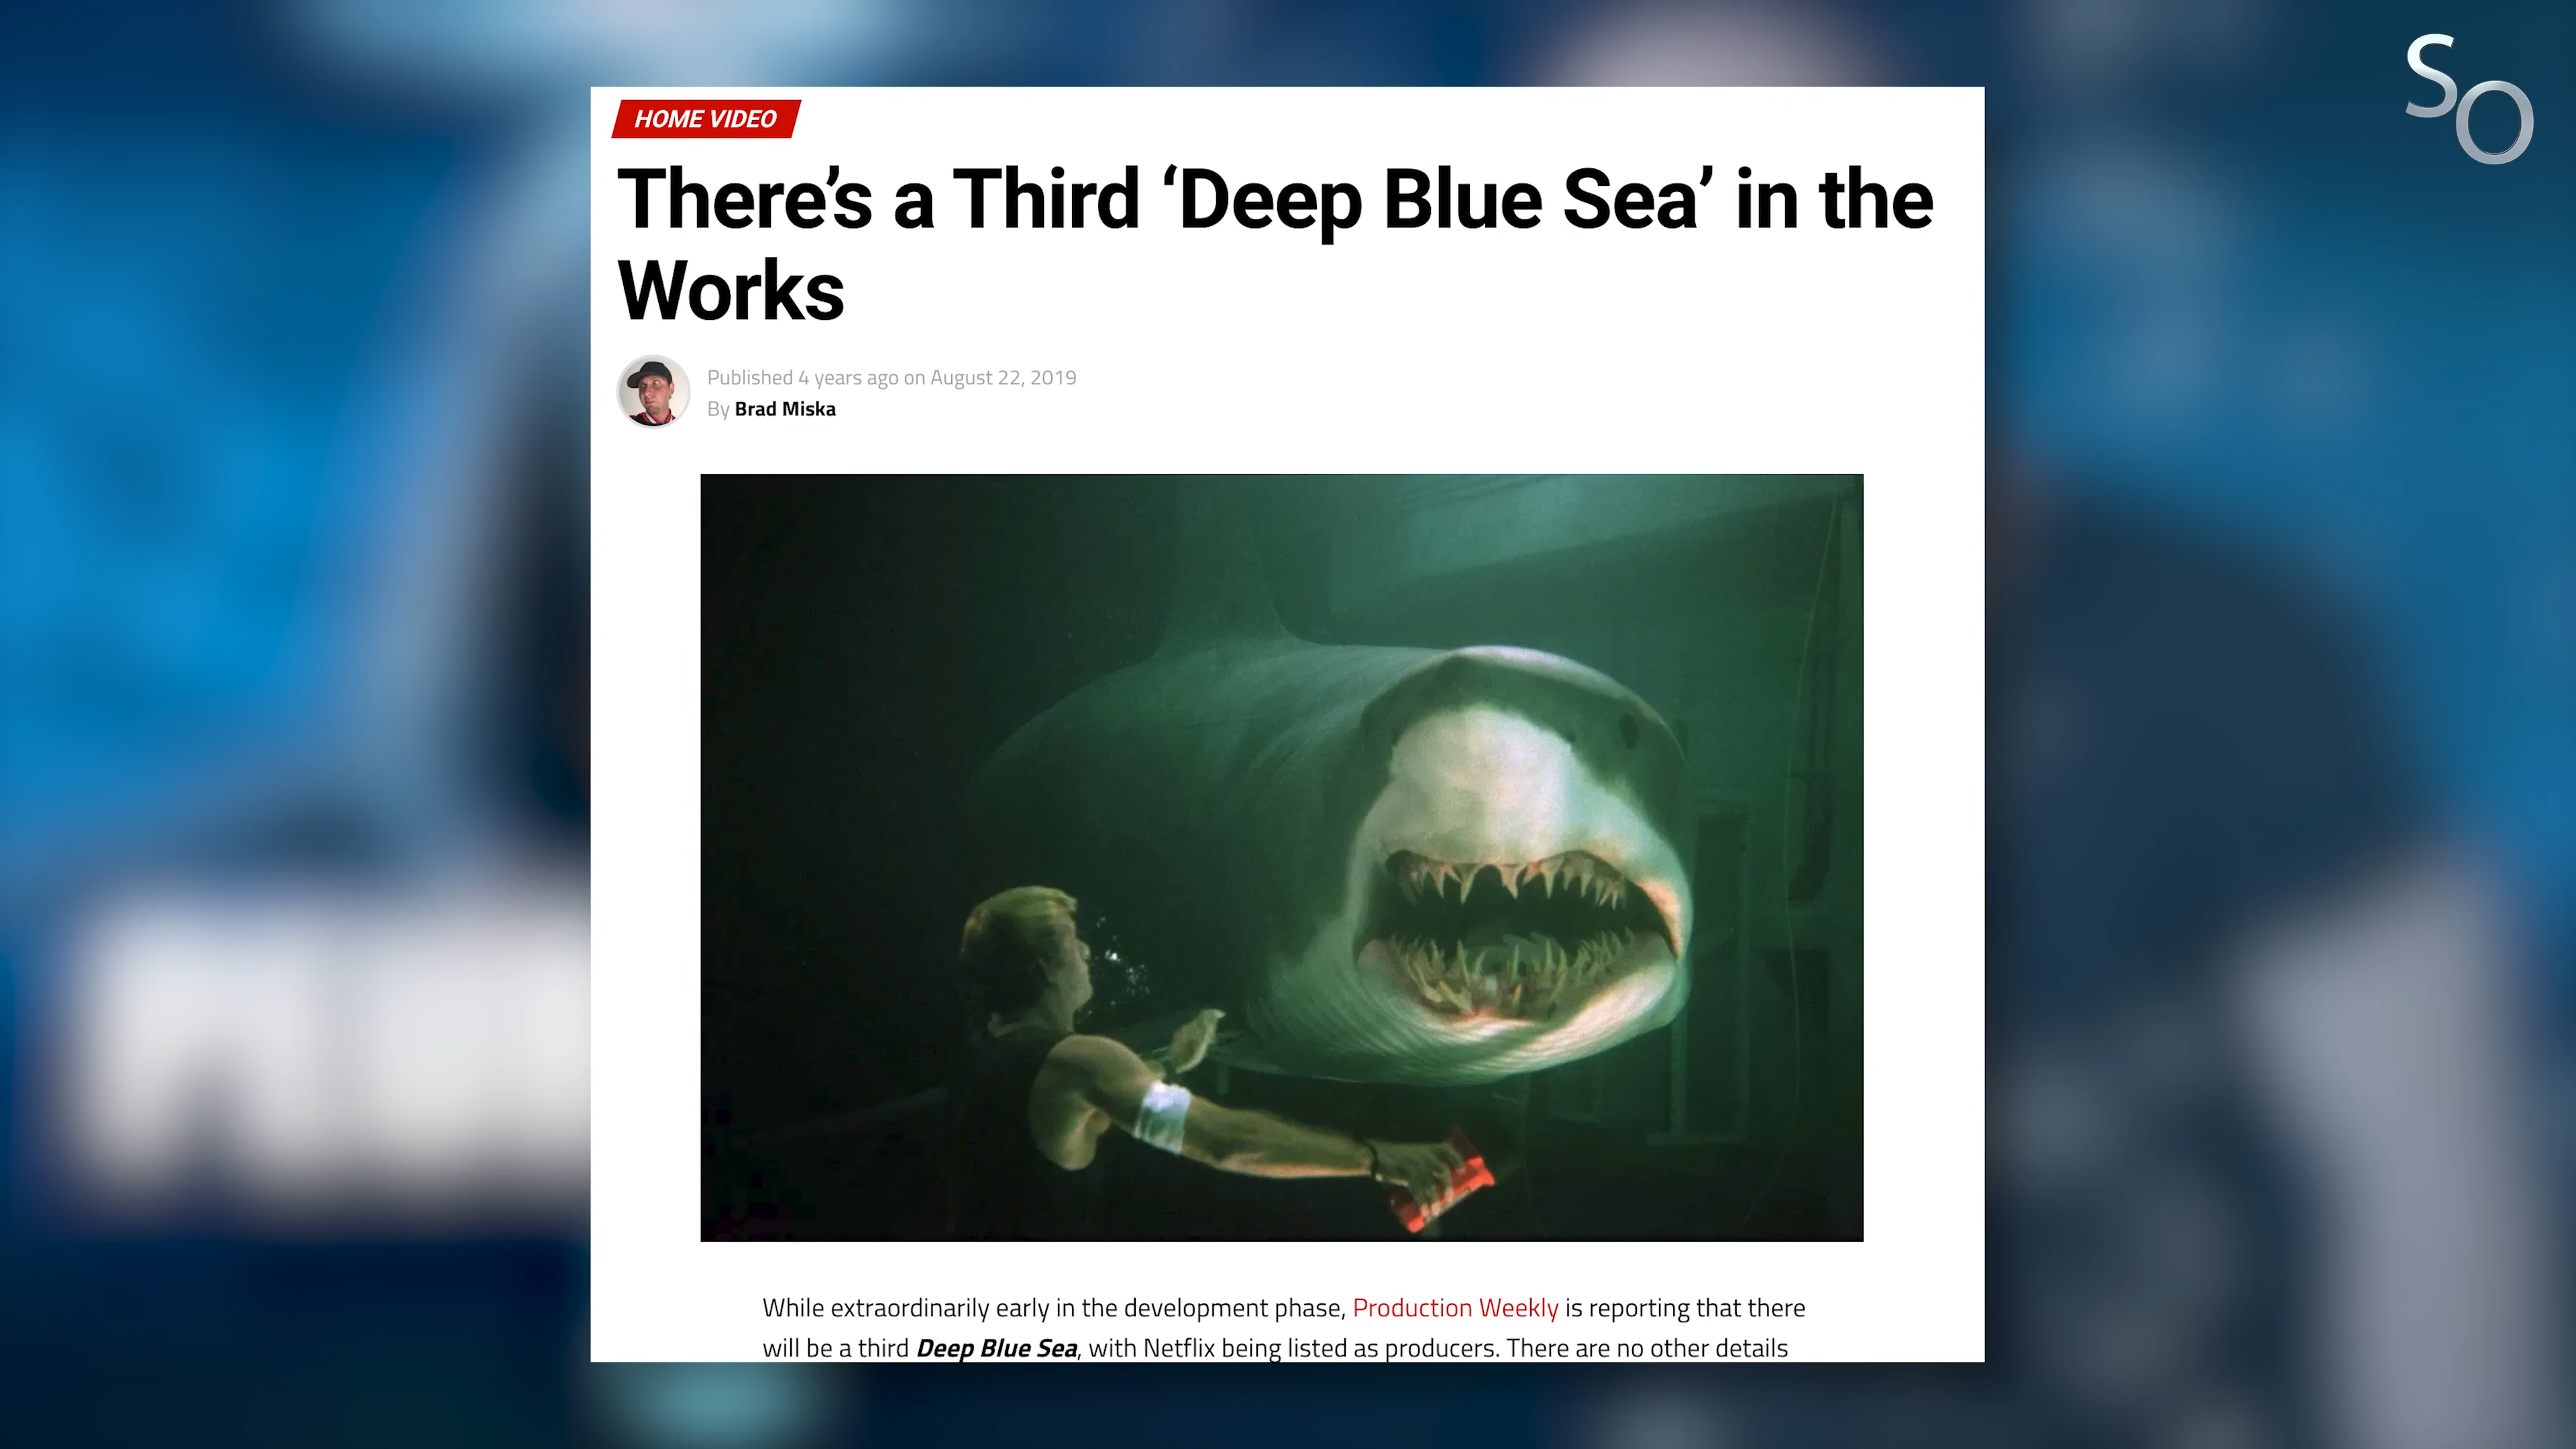 SO
HOME VIDEO
There’s a Third ‘Deep Blue Sea’ in the
Works
Published 4 years ago on August 22, 2019
By Brad Miska
While extraordinarily early in the development phase, Production Weekly is reporting that there
will be a third Deep Blue Sea, with Netflix being listed as producers. There are no other details